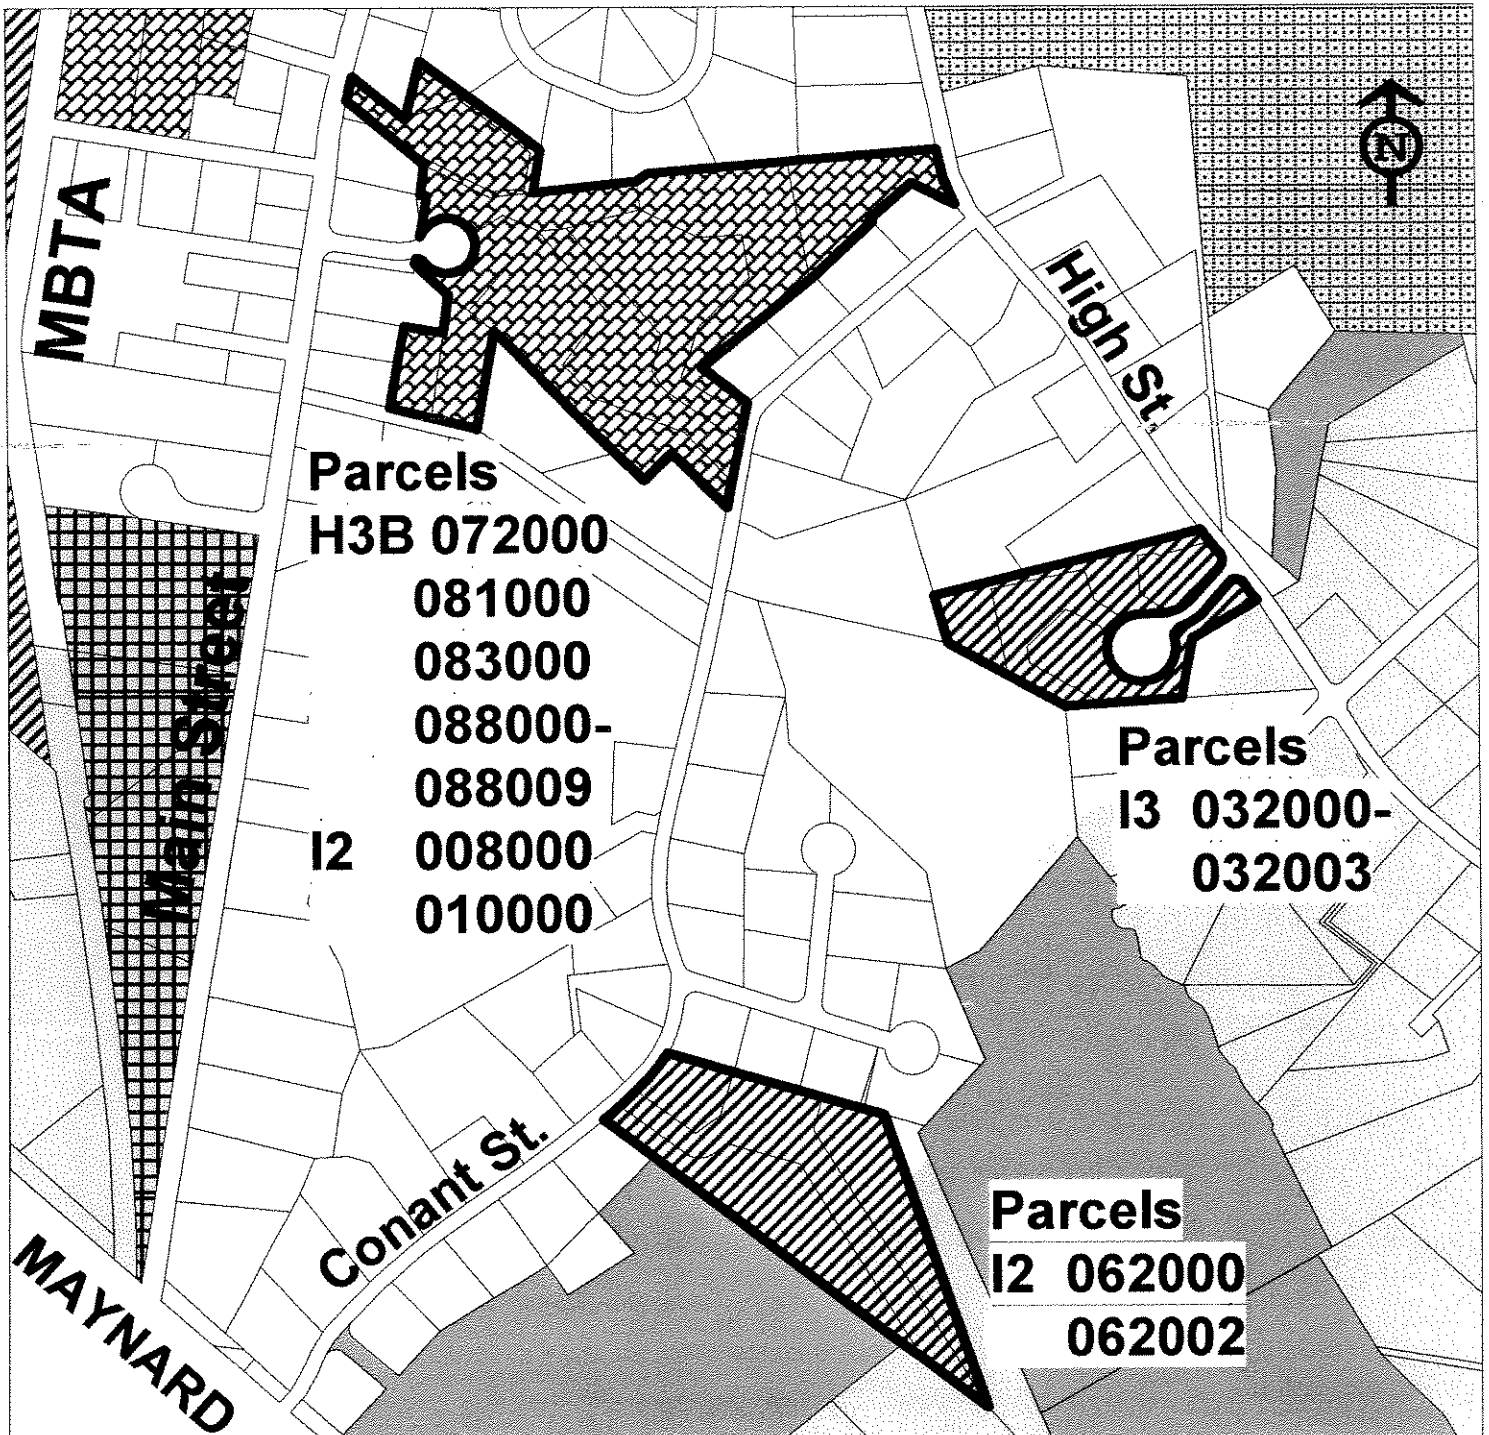 N
MBTA
High St.
Parcels
H3B 072000
081000
083000
088000-
088009
I2 008000
010000
Main Street
Parcels
I3 032000-
032003
Conant St.
Parcels
I2 062000
062002
MAYNARD